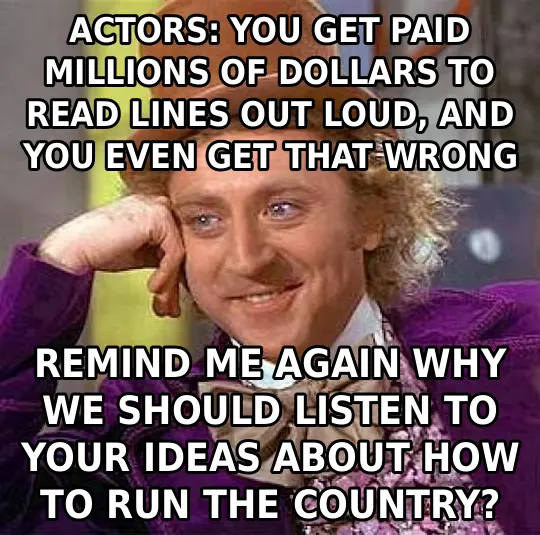 ACTORS: YOU GET PAID
MILLIONS OF DOLLARS TO
READ LINES OUT LOUD, AND
YOU EVEN GET THAT WRONG
REMIND ME AGAIN WHY
WE SHOULD LISTEN TO
YOUR IDEAS ABOUT HOW
TO RUN THE COUNTRY?